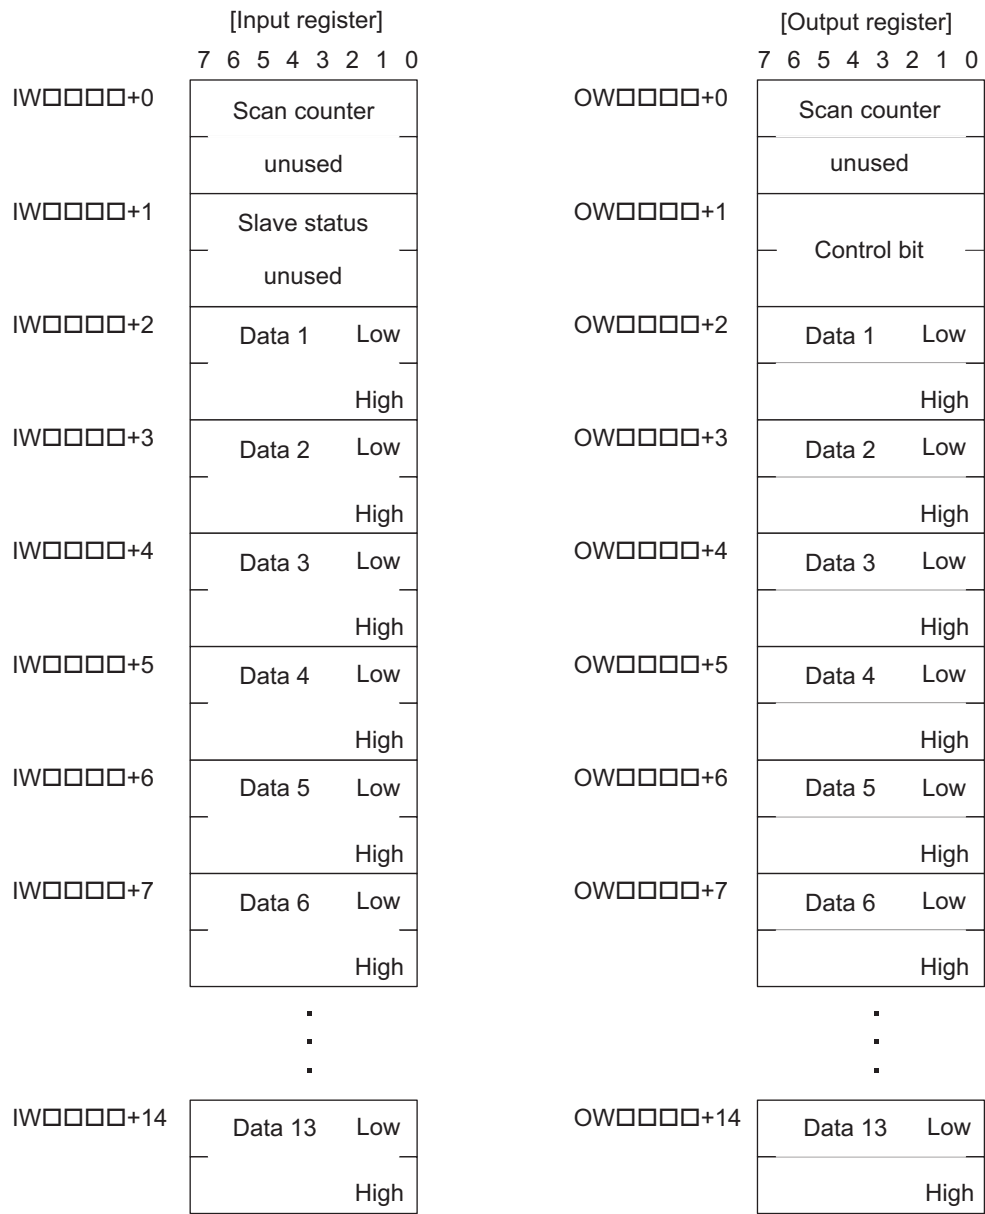 [Input register] [Output register]
7 6 5 4 3 2 1 0 7 6 5 4 3 2 1 0
IW□□□□+0 Scan counter OW□□□□+0 Scan counter
unused unused
IW□□□□+1 Slave status OW□□□□+1
Control bit
unused
IW□□□□+2 Data 1 Low OW□□□□+2 Data 1 Low
High High
IW□□□□+3 Data 2 Low OW□□□□+3 Data 2 Low
High High
IW□□□□+4 Data 3 Low OW□□□□+4 Data 3 Low
High High
IW□□□□+5 Data 4 Low OW□□□□+5 Data 4 Low
High High
IW□□□□+6 Data 5 Low OW□□□□+6 Data 5 Low
High High
IW□□□□+7 Data 6 Low OW□□□□+7 Data 6 Low
High High
IW□□□□+14 Data 13 Low OW□□□□+14 Data 13 Low
High High